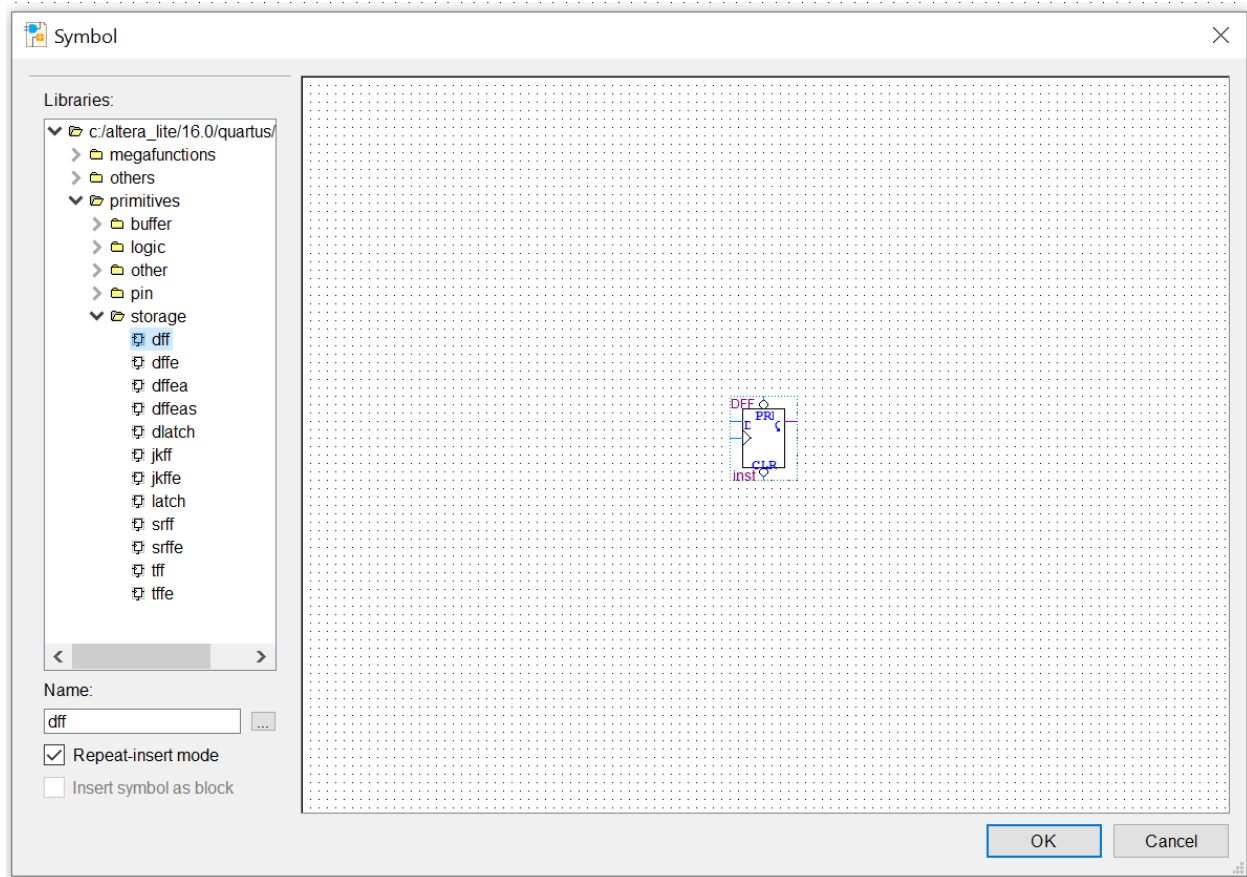 Symbol
Libraries:
c:/altera_lite/16.0/quartus/
megafunctions
others
primitives
buffer
logic
other
pin
storage
dff
dffe
dffea
dffeas
dlatch
jkff
jkffe
latch
srff
srffe
tff
tffe
Name:
dff
...
Repeat-insert mode
Insert symbol as block
DFF
PRN
D Q
CLR
inst
OK Cancel